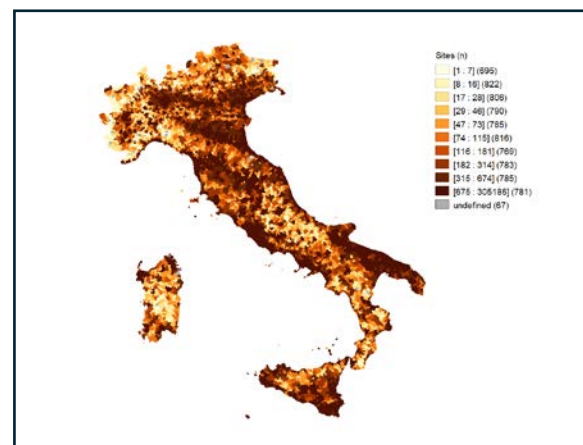 Sites (n)
[1 : 7] (695)
[8 : 16] (822)
[17 : 28] (806)
[29 : 46] (790)
[47 : 73] (785)
[74 : 115] (816)
[116 : 181] (769)
[182 : 314] (783)
[315 : 674] (785)
[675 : 305185] (781)
undefined (67)